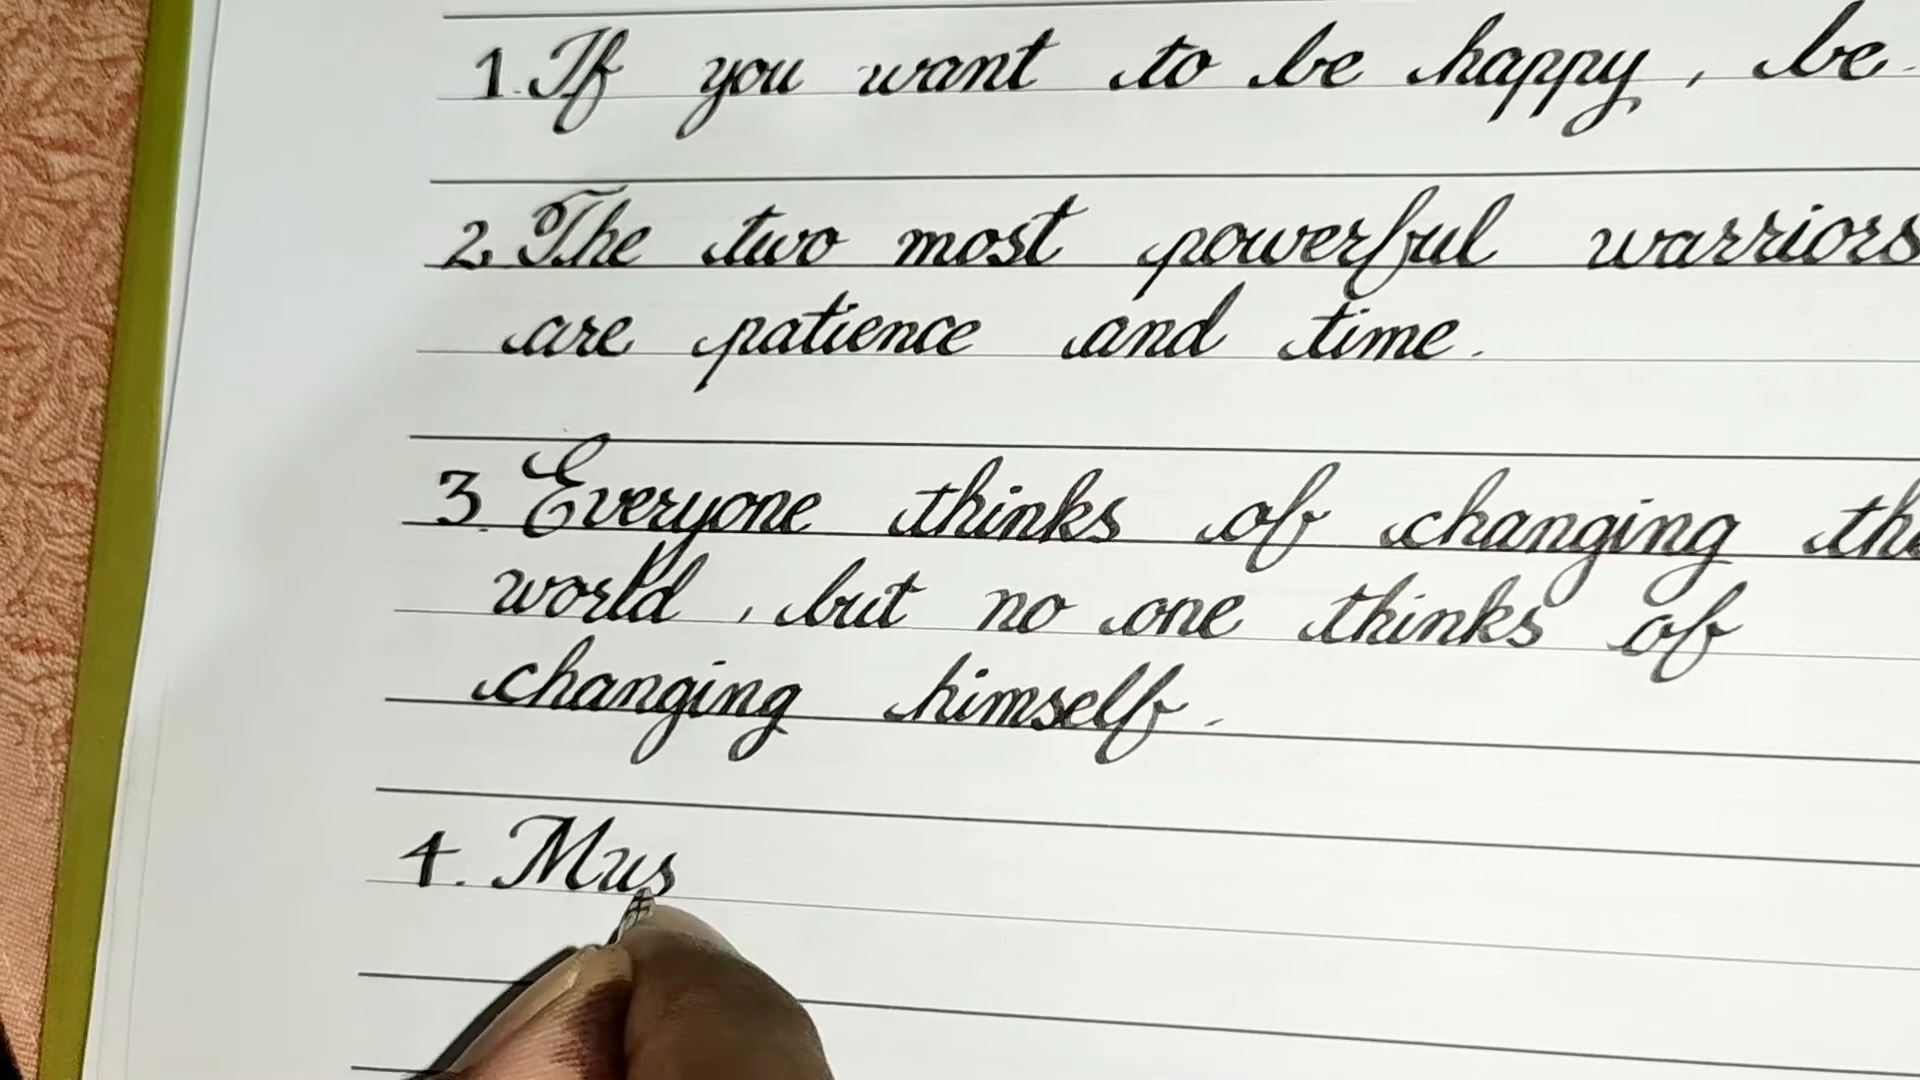 1. If you want to be happy, be.
2. The two most powerful warriors
are patience and time.
3. Everyone thinks of changing the
world, but no one thinks of
changing himself.
4. Mus